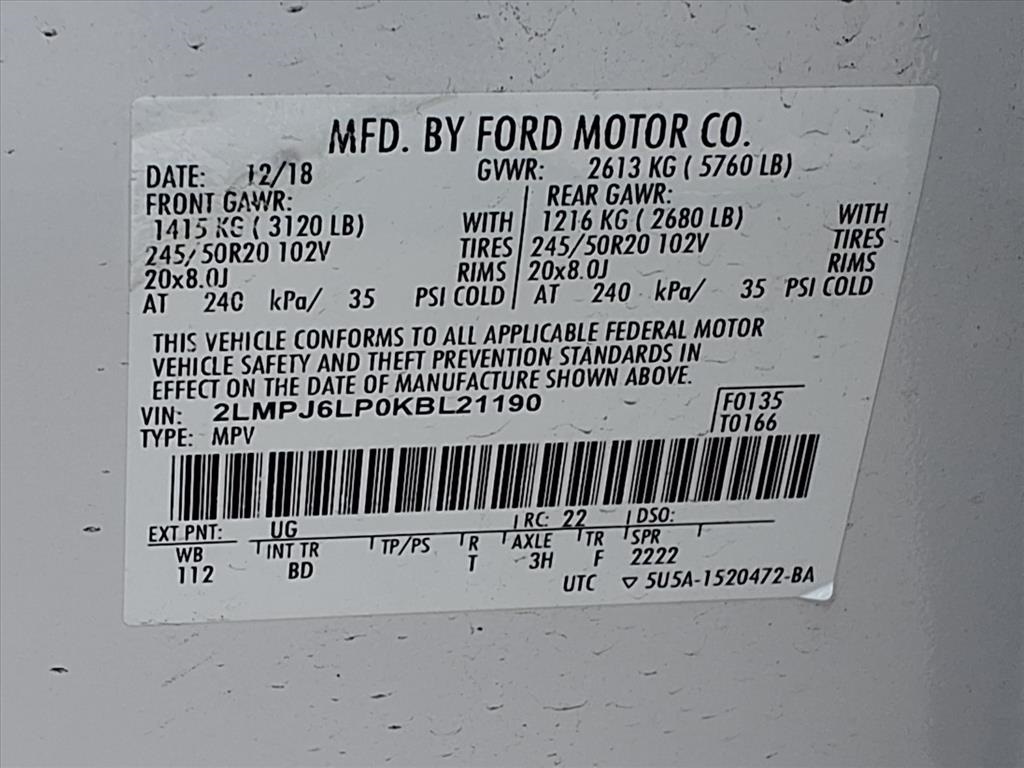 MFD. BY FORD MOTOR CO.
DATE: 12/18 GVWR: 2613 KG ( 5760 LB)
FRONT GAWR: REAR GAWR:
1415 KG ( 3120 LB) WITH 1216 KG ( 2680 LB) WITH
245/50R20 102V TIRES 245/50R20 102V TIRES
20x8.0J RIMS 20x8.0J RIMS
AT 240 kPa/ 35 PSI COLD AT 240 kPa/ 35 PSI COLD
THIS VEHICLE CONFORMS TO ALL APPLICABLE FEDERAL MOTOR
VEHICLE SAFETY AND THEFT PREVENTION STANDARDS IN
EFFECT ON THE DATE OF MANUFACTURE SHOWN ABOVE.
VIN: 2LMPJ6LP0KBL21190 F0135
TYPE: MPV T0166
EXT PNT: UG RC: 22 DSO:
WB INT TR TP/PS R AXLE TR SPR
112 BD T 3H F 2222
UTC ▽ 5U5A-1520472-BA